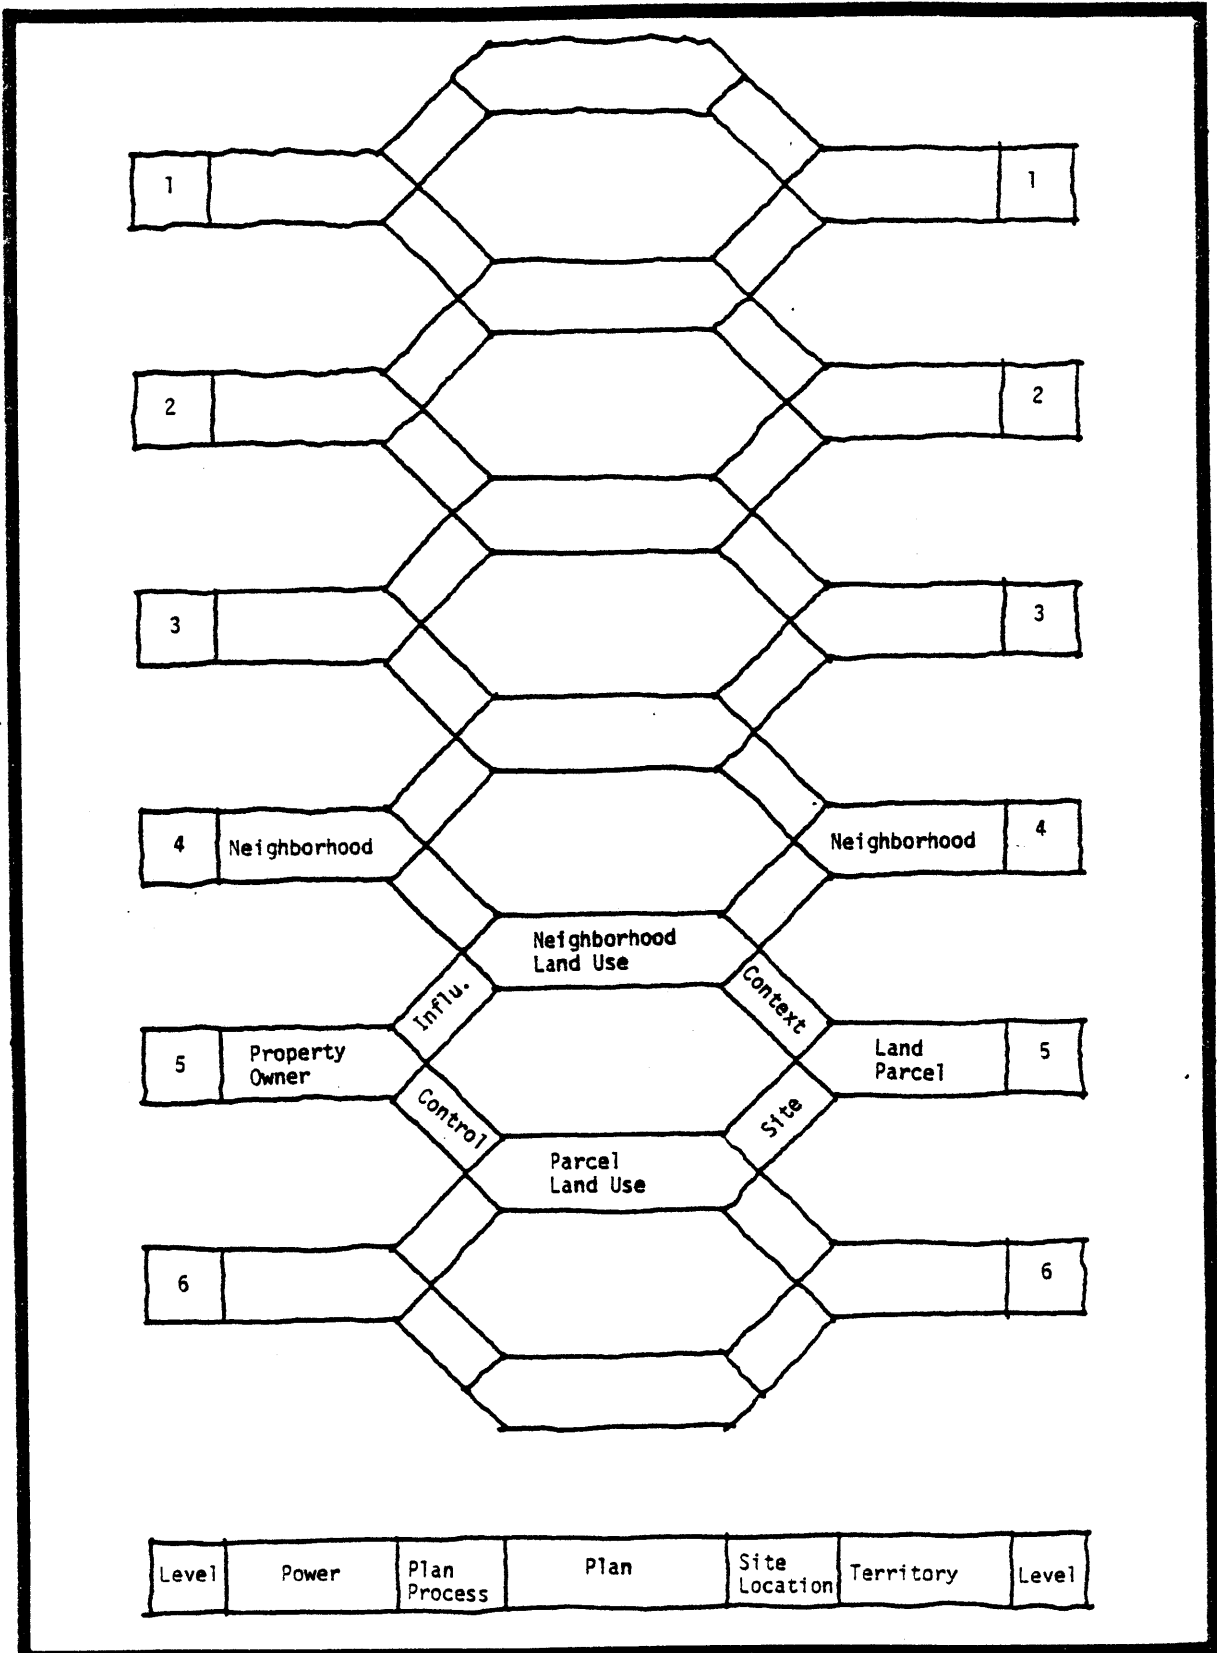 1
1
2
2
3
3
4
Neighborhood
Neighborhood
4
Neighborhood
Land Use
Influ.
Context
5
Property
Owner
Land
Parcel
5
Control
Site
Parcel
Land Use
6
6
Level
Power
Plan
Process
Plan
Site
Location
Territory
Level